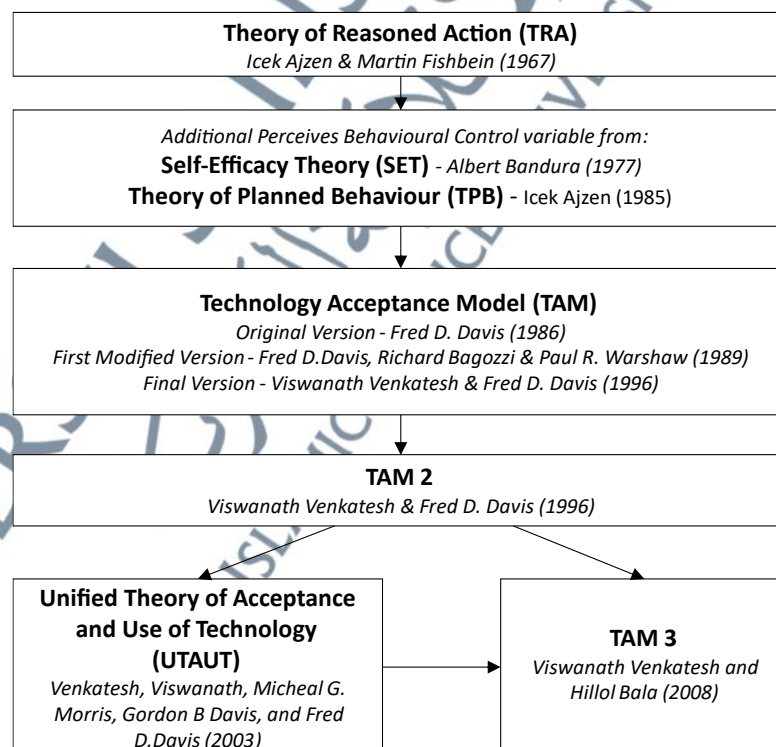 Theory of Reasoned Action (TRA)
Icek Ajzen & Martin Fishbein (1967)
Additional Perceives Behavioural Control variable from:
Self-Efficacy Theory (SET) - Albert Bandura (1977)
Theory of Planned Behaviour (TPB) - Icek Ajzen (1985)
Technology Acceptance Model (TAM)
Original Version - Fred D. Davis (1986)
First Modified Version - Fred D.Davis, Richard Bagozzi & Paul R. Warshaw (1989)
Final Version - Viswanath Venkatesh & Fred D. Davis (1996)
TAM 2
Viswanath Venkatesh & Fred D. Davis (1996)
Unified Theory of Acceptance
and Use of Technology
(UTAUT)
Venkatesh, Viswanath, Micheal G.
Morris, Gordon B Davis, and Fred
D.Davis (2003)
TAM 3
Viswanath Venkatesh and
Hillol Bala (2008)